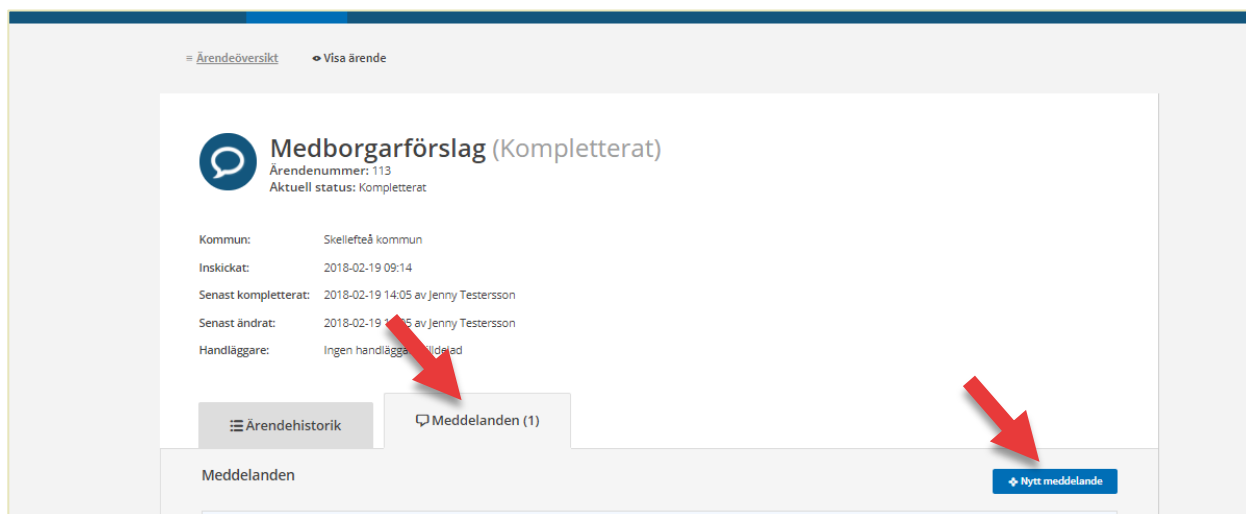 Ärendeöversikt Visa ärende
Medborgarförslag (Kompletterat)
Ärendenummer: 113
Aktuell status: Kompletterat
Kommun: Skellefteå kommun
Inskickat: 2018-02-19 09:14
Senast kompletterat: 2018-02-19 14:05 av Jenny Testersson
Senast ändrat: 2018-02-19 av Jenny Testersson
Handläggare: Ingen
Ärendehistorik Meddelanden (1)
Meddelanden Nytt meddelande